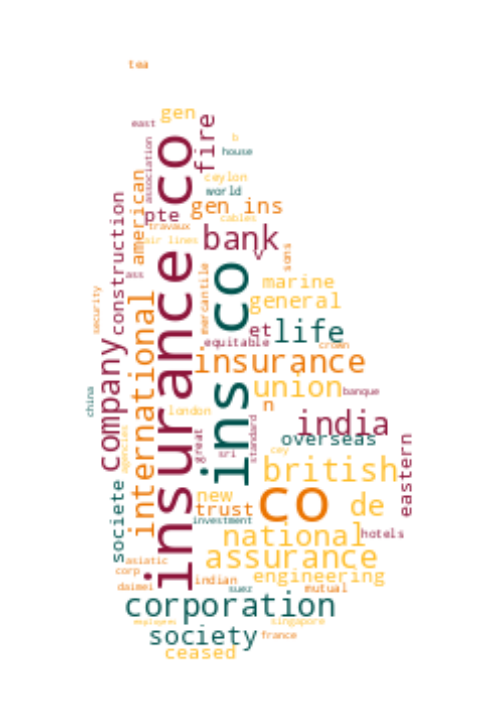 tea
gen
east
fire
b
house
association
insurance co
ceylon
world
american
gen ins
pte
cables
travaux
bank
air lines
v
sons
construction
ass
mercantile
ins co
marine
general
security
international
et
life
equitable
crown
company
insurance
union
banque
china
n
london
india
great
standard
overseas
eastern
agencies
sri
cey
british
societe
new
co
de
trust
investment
national
hotels
assurance
asiatic
corp
engineering
daimei
indian
suez
mutual
corporation
employees
singapore
society
france
ceased